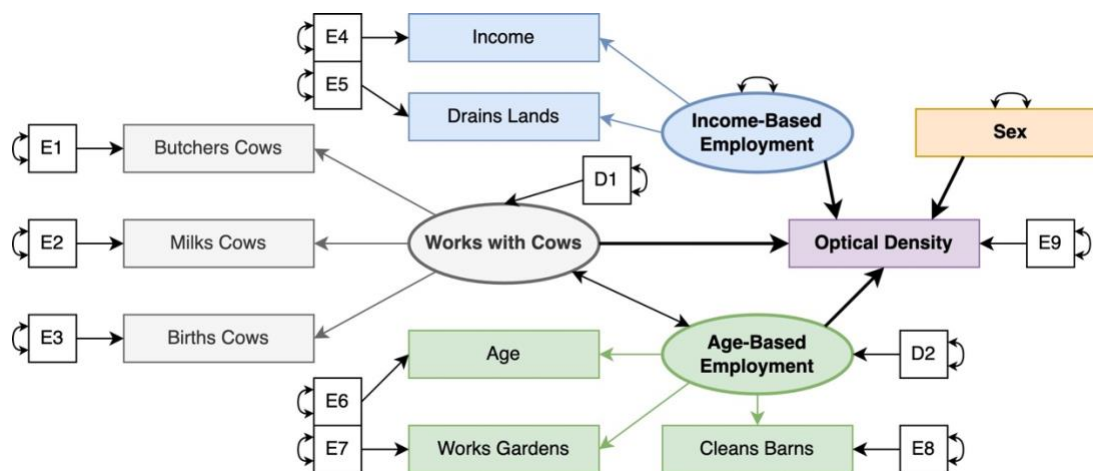 E4
Income
E5
Drains Lands
Income-Based
Employment
Sex
E1
Butchers Cows
D1
E2
Milks Cows
Works with Cows
Optical Density
E9
E3
Births Cows
Age
Age-Based
Employment
D2
E6
E7
Works Gardens
Cleans Barns
E8